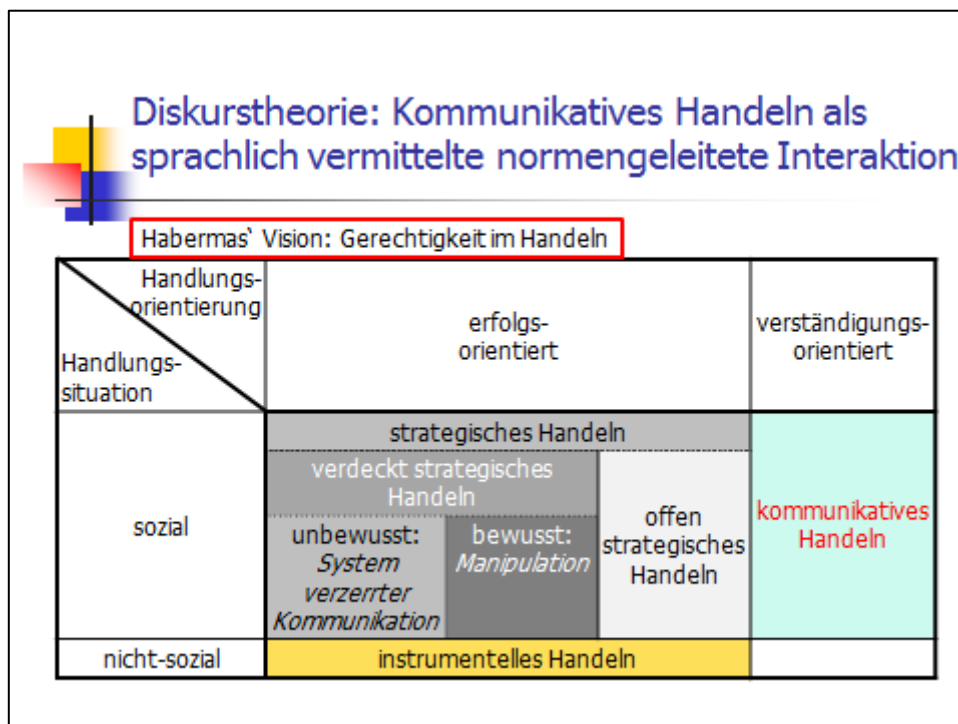 Diskurstheorie: Kommunikatives Handeln als
sprachlich vermittelte normengeleitete Interaktion
Habermas‘ Vision: Gerechtigkeit im Handeln
Handlungs-
orientierung
Handlungs-
situation
erfolgs-
orientiert
verständigungs-
orientiert
sozial
strategisches Handeln
verdeckt strategisches
Handeln
unbewusst:
System
verzerrter
Kommunikation
bewusst:
Manipulation
offen
strategisches
Handeln
kommunikatives
Handeln
nicht-sozial
instrumentelles Handeln